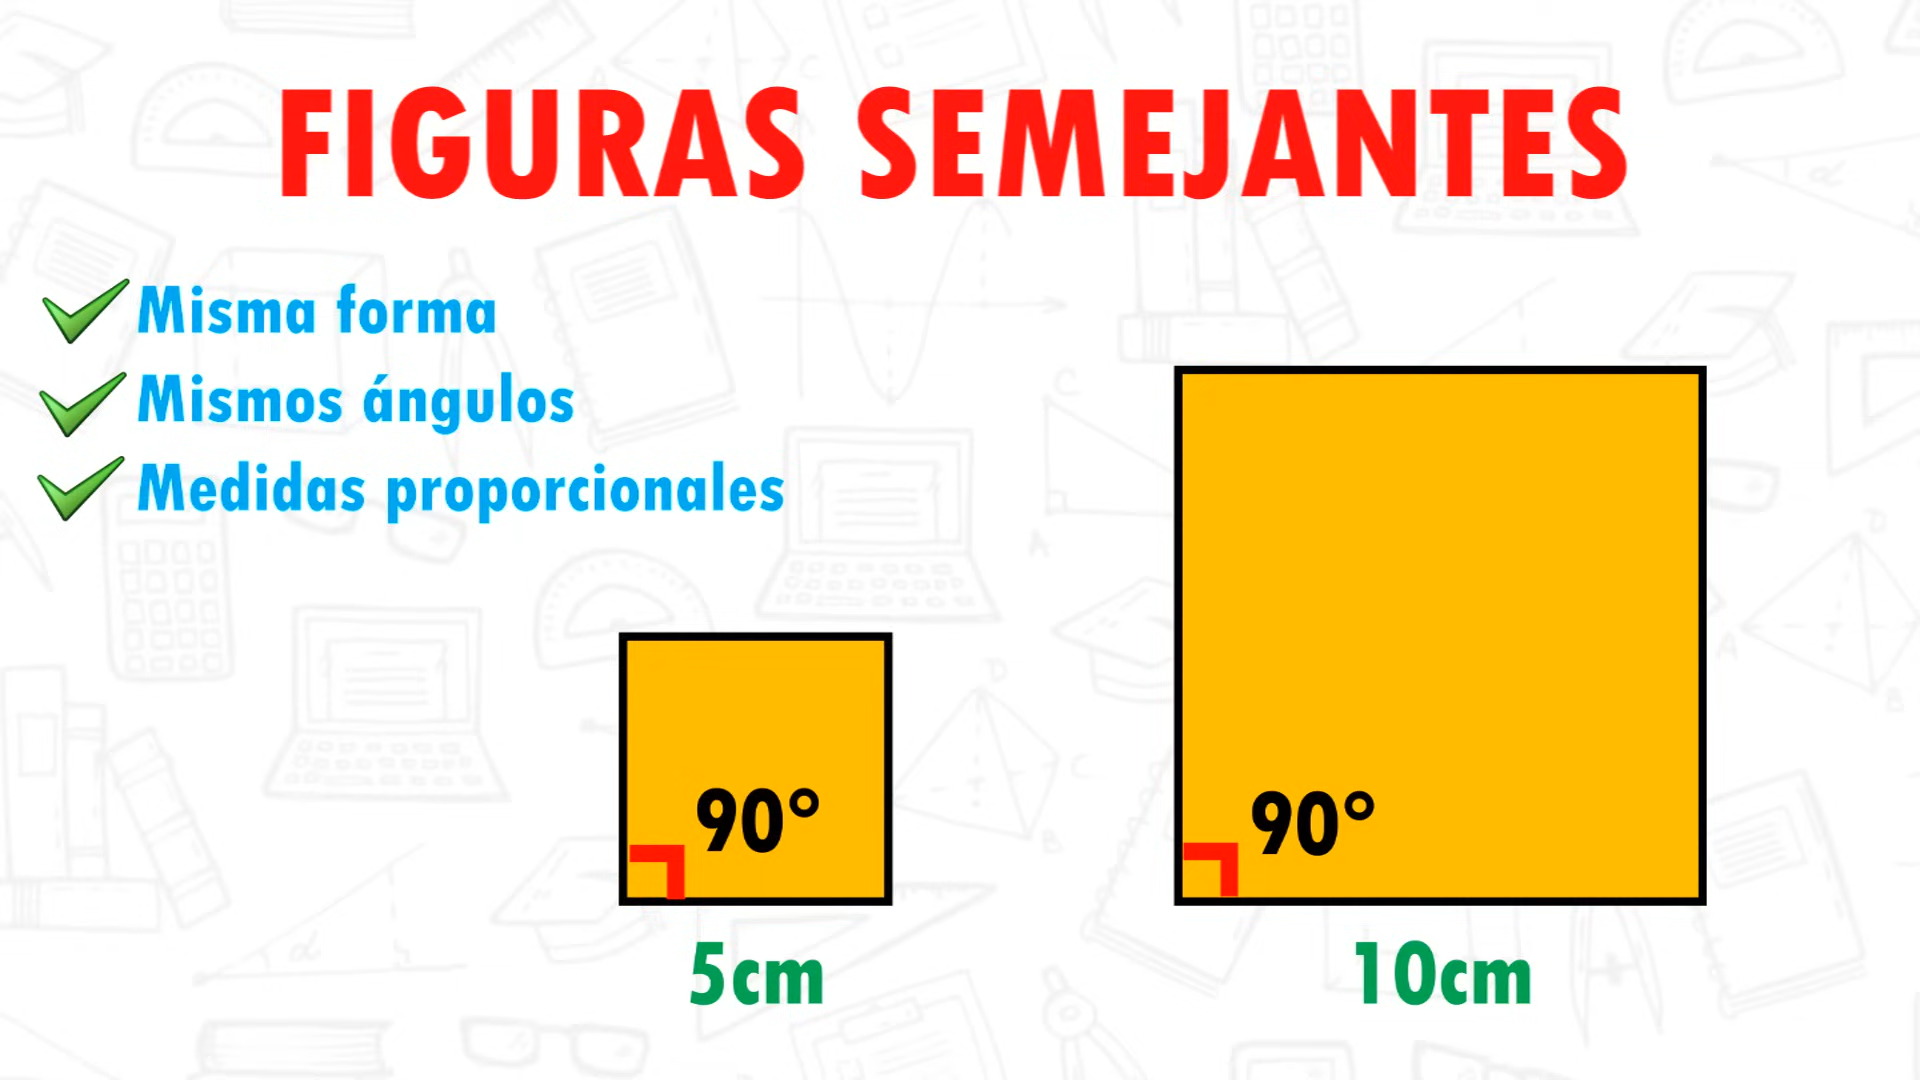 FIGURAS SEMEJANTES
Misma forma
Mismos ángulos
Medidas proporcionales
90°
90°
5cm
10cm